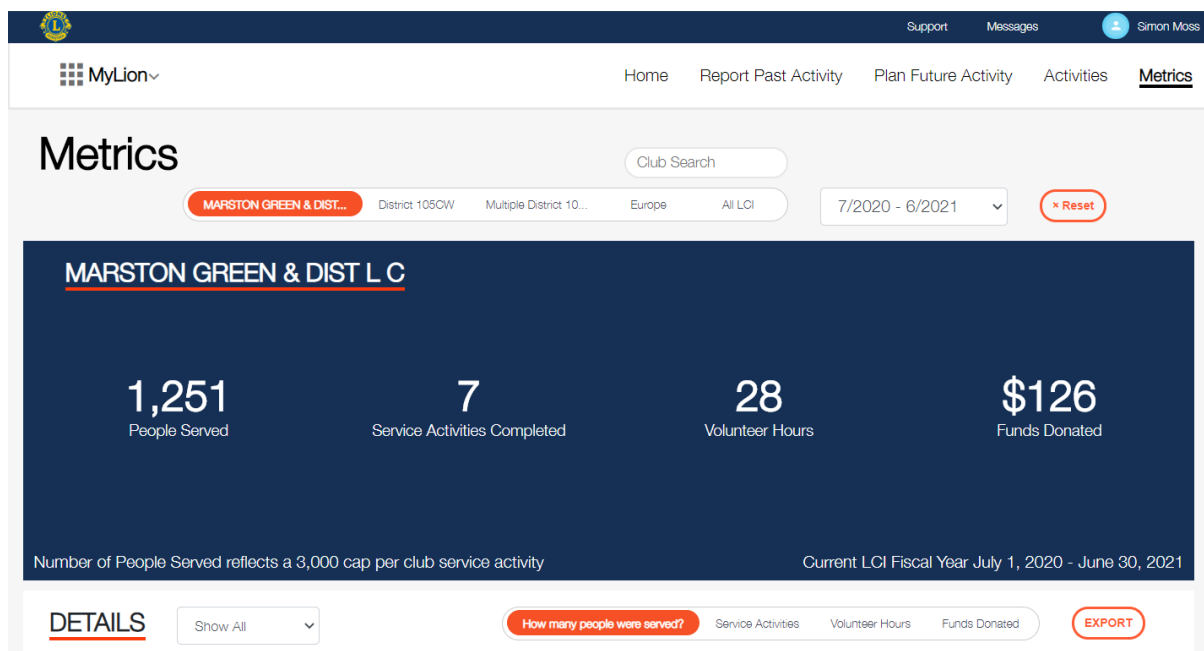 Support Messages Simon Moss
MyLion Home Report Past Activity Plan Future Activity Activities Metrics
Metrics
Club Search
MARSTON GREEN & DIST... District 105CW Multiple District 10... Europe All LCI 7/2020 - 6/2021 × Reset
MARSTON GREEN & DIST L C
1,251 7 28 $126
People Served Service Activities Completed Volunteer Hours Funds Donated
Number of People Served reflects a 3,000 cap per club service activity Current LCI Fiscal Year July 1, 2020 - June 30, 2021
DETAILS Show All How many people were served? Service Activities Volunteer Hours Funds Donated EXPORT